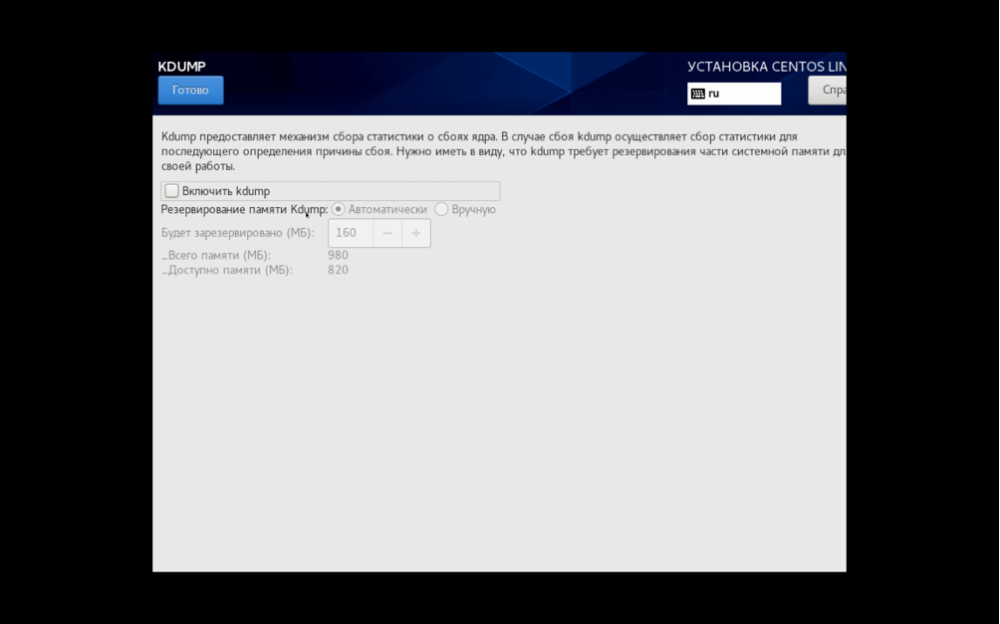 KDUMP
УСТАНОВКА CENTOS LIN
Готово
ru
Спра
Kdump предоставляет механизм сбора статистики о сбоях ядра. В случае сбоя kdump осуществляет сбор статистики для
последующего определения причины сбоя. Нужно иметь в виду, что kdump требует резервирования части системной памяти дл
своей работы.
Включить kdump
Резервирование памяти Kdump: Автоматически Вручную
Будет зарезервировано (МБ): 160 − +
_Всего памяти (МБ): 980
_Доступно памяти (МБ): 820